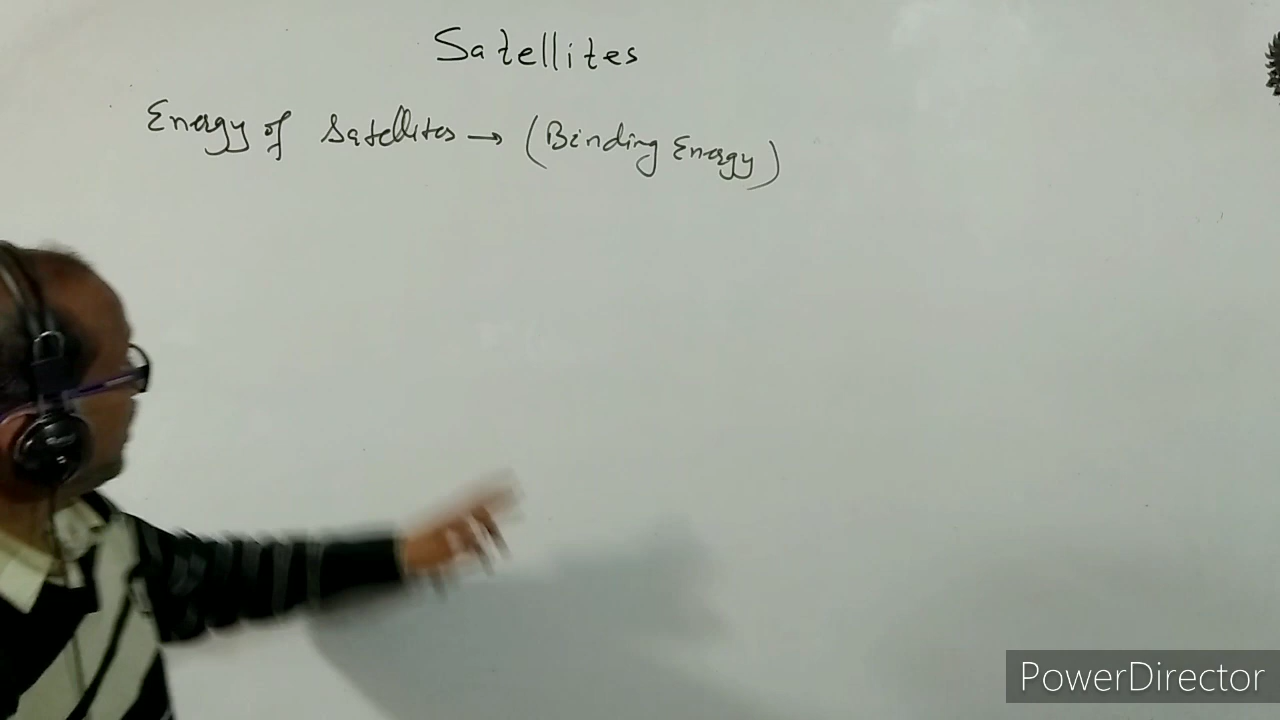 Satellites
Energy of Satellites → (Binding Energy)
PowerDirector